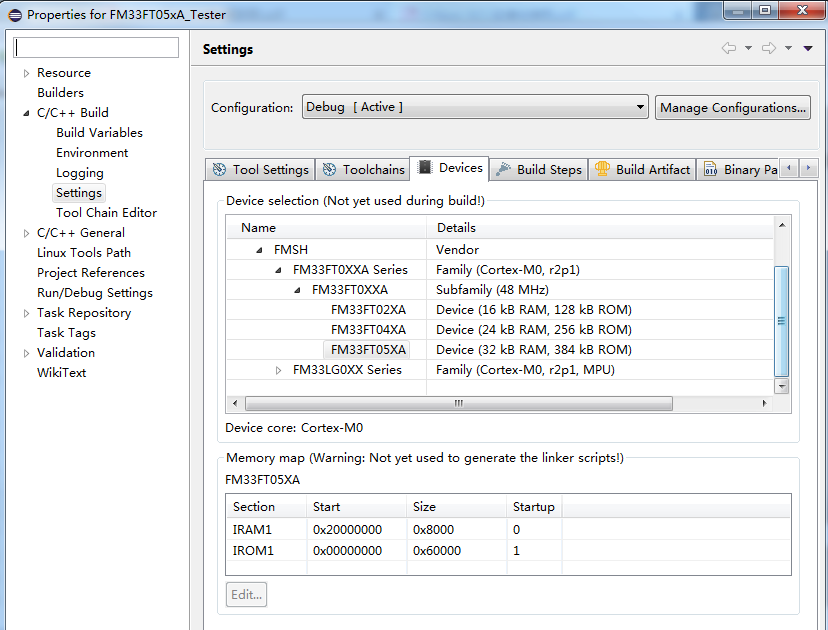 Properties for FM33FT05xA_Tester
Settings
Resource
Builders
C/C++ Build
Build Variables
Environment
Logging
Settings
Tool Chain Editor
C/C++ General
Linux Tools Path
Project References
Run/Debug Settings
Task Repository
Task Tags
Validation
WikiText
Configuration: Debug [ Active ] Manage Configurations...
Tool Settings Toolchains Devices Build Steps Build Artifact Binary Pa
Device selection (Not yet used during build!)
Name Details
FMSH Vendor
FM33FT0XXA Series Family (Cortex-M0, r2p1)
FM33FT0XXA Subfamily (48 MHz)
FM33FT02XA Device (16 kB RAM, 128 kB ROM)
FM33FT04XA Device (24 kB RAM, 256 kB ROM)
FM33FT05XA Device (32 kB RAM, 384 kB ROM)
FM33LG0XX Series Family (Cortex-M0, r2p1, MPU)
Device core: Cortex-M0
Memory map (Warning: Not yet used to generate the linker scripts!)
FM33FT05XA
Section Start Size Startup
IRAM1 0x20000000 0x8000 0
IROM1 0x00000000 0x60000 1
Edit...